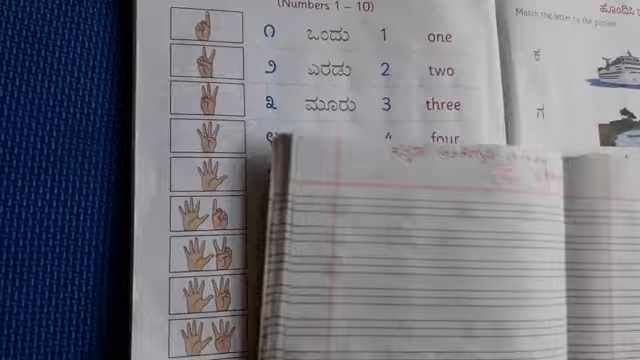 (Numbers 1 – 10)
೧ ಒಂದು 1 one
೨ ಎರಡು 2 two
೩ ಮೂರು 3 three
four
Match the letter to the picture
ಕ
ಗ